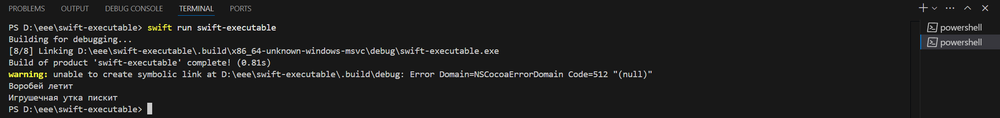 PROBLEMS OUTPUT DEBUG CONSOLE TERMINAL PORTS
PS D:\eee\swift-executable> swift run swift-executable
Building for debugging...
[8/8] Linking D:\eee\swift-executable\.build\x86_64-unknown-windows-msvc\debug\swift-executable.exe
Build of product 'swift-executable' complete! (0.81s)
warning: unable to create symbolic link at D:\eee\swift-executable\.build\debug: Error Domain=NSCocoaErrorDomain Code=512 "(null)"
Воробей летит
Игрушечная утка пискит
PS D:\eee\swift-executable>
powershell
powershell